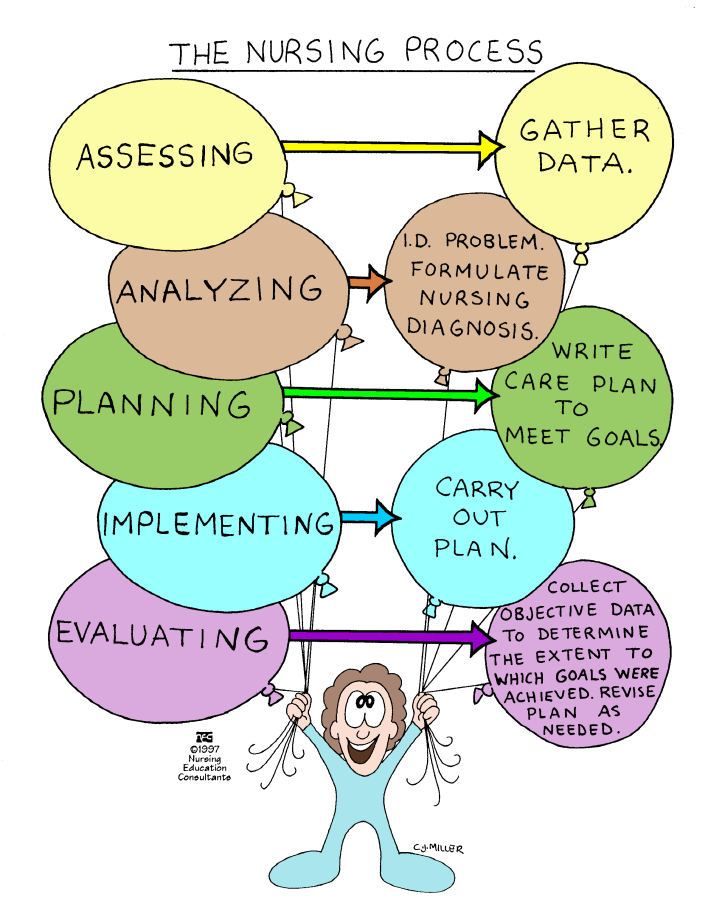 THE NURSING PROCESS
ASSESSING
GATHER
DATA.
ANALYZING
I.D. PROBLEM.
FORMULATE
NURSING
DIAGNOSIS.
PLANNING
WRITE
CARE PLAN
TO
MEET GOALS.
IMPLEMENTING
CARRY
OUT
PLAN.
EVALUATING
COLLECT
OBJECTIVE DATA
TO DETERMINE
THE EXTENT TO
WHICH GOALS WERE
ACHIEVED. REVISE
PLAN AS
NEEDED.
©1997
Nursing
Education
Consultants
C.J. MILLER